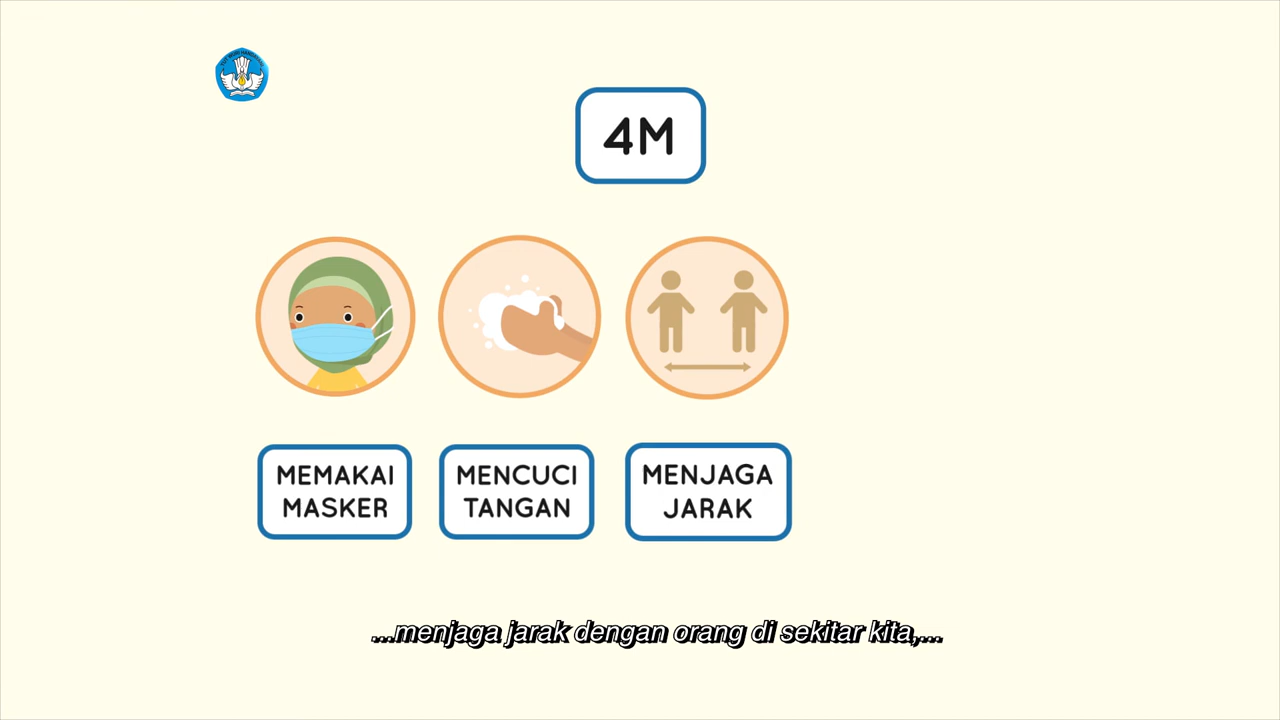 4M
MEMAKAI
MASKER
MENCUCI
TANGAN
MENJAGA
JARAK
...menjaga jarak dengan orang di sekitar kita,...